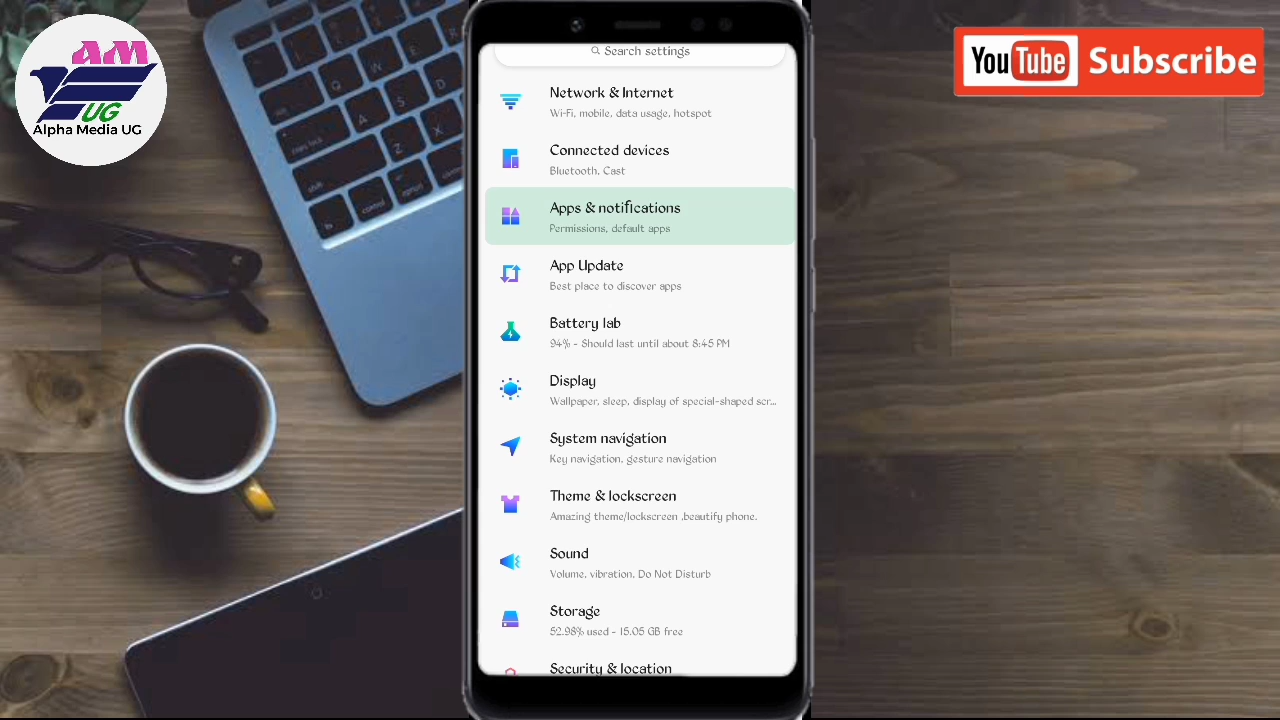 AM
UG
Alpha Media UG
YouTube Subscribe
Search settings
Network & Internet
Wi-Fi, mobile, data usage, hotspot
Connected devices
Bluetooth, Cast
Apps & notifications
Permissions, default apps
App Update
Best place to discover apps
Battery lab
94% - Should last until about 8:45 PM
Display
Wallpaper, sleep, display of special-shaped scr...
System navigation
Key navigation, gesture navigation
Theme & lockscreen
Amazing theme/lockscreen ,beautify phone.
Sound
Volume, vibration, Do Not Disturb
Storage
52.98% used - 15.05 GB free
Security & location